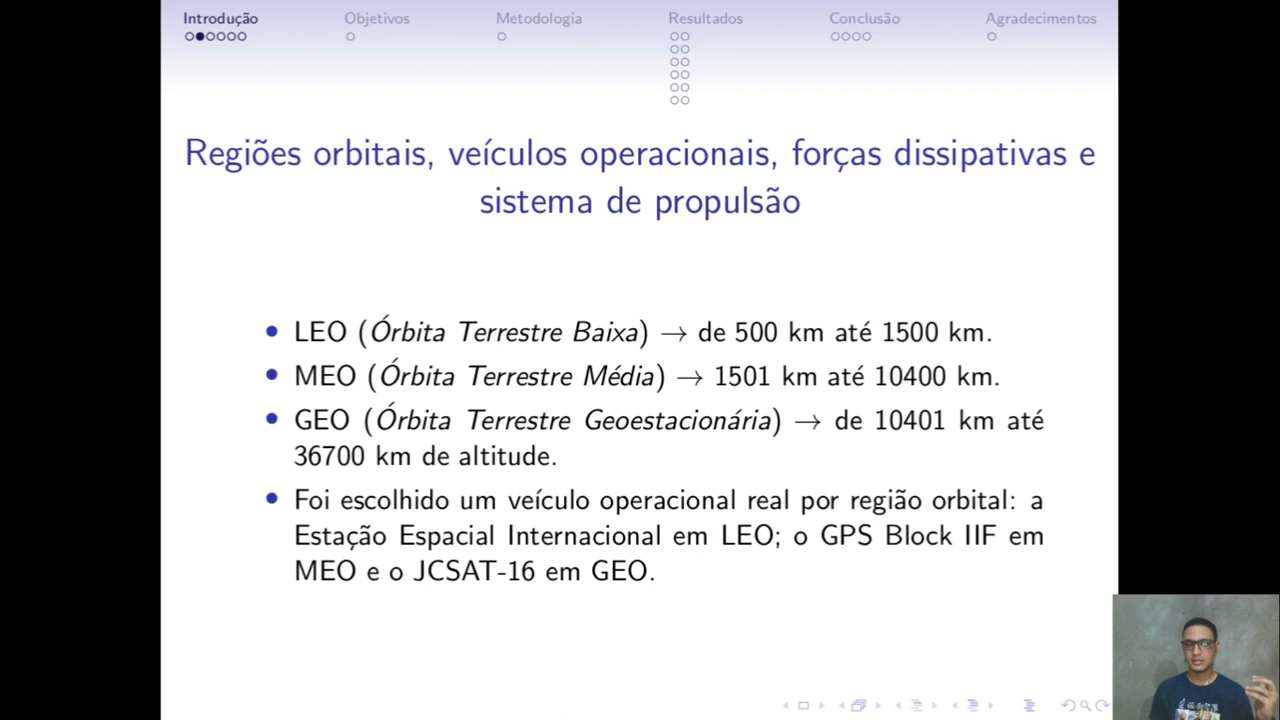 Introdução Objetivos Metodologia Resultados Conclusão Agradecimentos
Regiões orbitais, veículos operacionais, forças dissipativas e
sistema de propulsão
LEO (Órbita Terrestre Baixa) → de 500 km até 1500 km.
MEO (Órbita Terrestre Média) → 1501 km até 10400 km.
GEO (Órbita Terrestre Geoestacionária) → de 10401 km até
36700 km de altitude.
Foi escolhido um veículo operacional real por região orbital: a
Estação Espacial Internacional em LEO; o GPS Block IIF em
MEO e o JCSAT-16 em GEO.